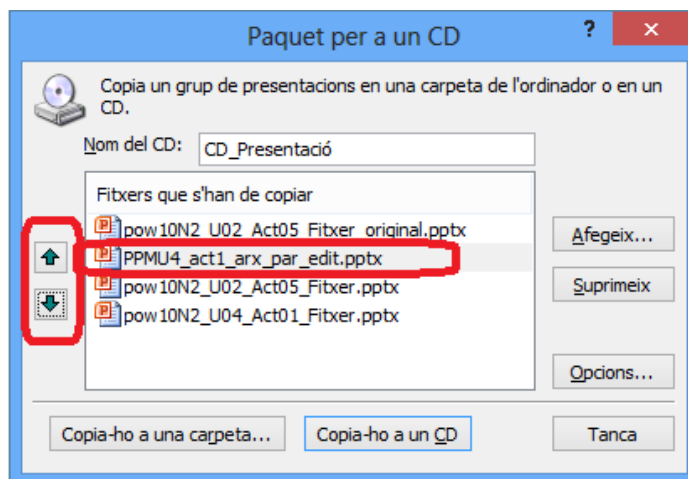 Paquet per a un CD
?
Copia un grup de presentacions en una carpeta de l'ordinador o en un
CD.
Nom del CD: CD_Presentació
Fitxers que s'han de copiar
pow10N2_U02_Act05_Fitxer_original.pptx
PPMU4_act1_arx_par_edit.pptx
pow10N2_U02_Act05_Fitxer.pptx
pow10N2_U04_Act01_Fitxer.pptx
Afegeix...
Suprimeix
Opcions...
Copia-ho a una carpeta...
Copia-ho a un CD
Tanca